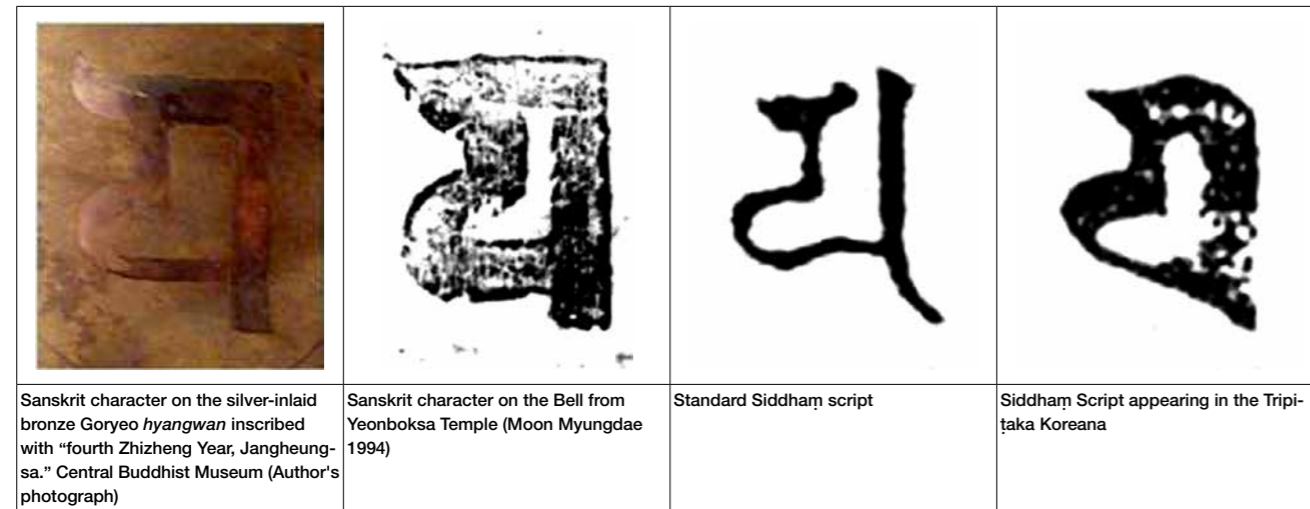 Sanskrit character on the silver-inlaid
bronze Goryeo hyangwan inscribed
with “fourth Zhizheng Year, Jangheung-
sa.” Central Buddhist Museum (Author's
photograph)
Sanskrit character on the Bell from
Yeonboksa Temple (Moon Myungdae
1994)
Standard Siddhaṃ script
Siddhaṃ Script appearing in the Tripi-
ṭaka Koreana